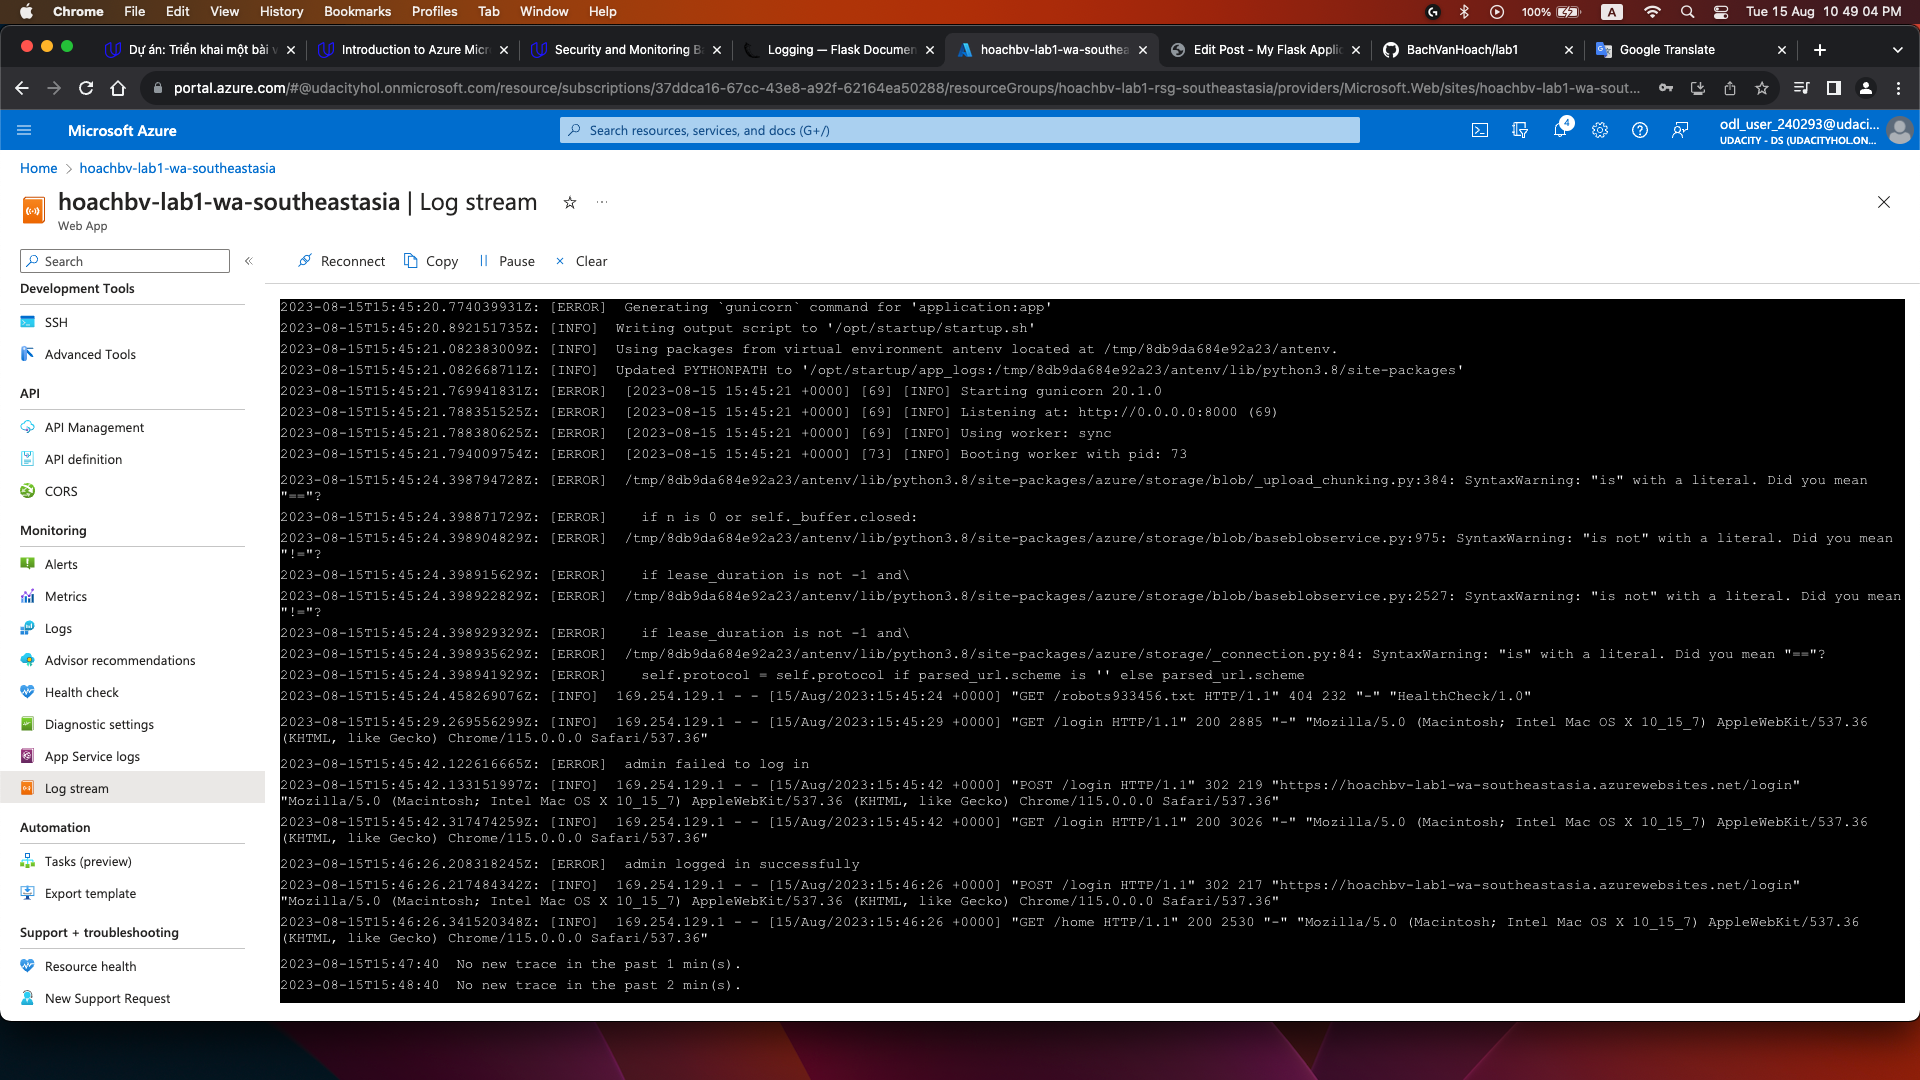 Chrome File Edit View History Bookmarks Profiles Tab Window Help 100% A Tue 15 Aug 10 49 04 PM
Dự án: Triển khai một bài v Introduction to Azure Micr Security and Monitoring Ba Logging — Flask Documen hoachbv-lab1-wa-southea Edit Post - My Flask Applic BachVanHoach/lab1 Google Translate
portal.azure.com/#@udacityhol.onmicrosoft.com/resource/subscriptions/37ddca16-67cc-43e8-a92f-62164ea50288/resourceGroups/hoachbv-lab1-rsg-southeastasia/providers/Microsoft.Web/sites/hoachbv-lab1-wa-sout...
Microsoft Azure
Search resources, services, and docs (G+/)
4
odl_user_240293@udaci...
UDACITY - DS (UDACITYHOL.ON...
Home > hoachbv-lab1-wa-southeastasia
hoachbv-lab1-wa-southeastasia | Log stream
Web App
Search
Reconnect Copy Pause Clear
Development Tools
SSH
Advanced Tools
API
API Management
API definition
CORS
Monitoring
Alerts
Metrics
Logs
Advisor recommendations
Health check
Diagnostic settings
App Service logs
Log stream
Automation
Tasks (preview)
Export template
Support + troubleshooting
Resource health
New Support Request
2023-08-15T15:45:20.774039931Z: [ERROR]  Generating `gunicorn` command for 'application:app'
2023-08-15T15:45:20.892151735Z: [INFO]  Writing output script to '/opt/startup/startup.sh'
2023-08-15T15:45:21.082383009Z: [INFO]  Using packages from virtual environment antenv located at /tmp/8db9da684e92a23/antenv.
2023-08-15T15:45:21.082668711Z: [INFO]  Updated PYTHONPATH to '/opt/startup/app_logs:/tmp/8db9da684e92a23/antenv/lib/python3.8/site-packages'
2023-08-15T15:45:21.769941831Z: [ERROR]  [2023-08-15 15:45:21 +0000] [69] [INFO] Starting gunicorn 20.1.0
2023-08-15T15:45:21.788351525Z: [ERROR]  [2023-08-15 15:45:21 +0000] [69] [INFO] Listening at: http://0.0.0.0:8000 (69)
2023-08-15T15:45:21.788380625Z: [ERROR]  [2023-08-15 15:45:21 +0000] [69] [INFO] Using worker: sync
2023-08-15T15:45:21.794009754Z: [ERROR]  [2023-08-15 15:45:21 +0000] [73] [INFO] Booting worker with pid: 73
2023-08-15T15:45:24.398794728Z: [ERROR]  /tmp/8db9da684e92a23/antenv/lib/python3.8/site-packages/azure/storage/blob/_upload_chunking.py:384: SyntaxWarning: "is" with a literal. Did you mean
"=="?
2023-08-15T15:45:24.398871729Z: [ERROR]    if n is 0 or self._buffer.closed:
2023-08-15T15:45:24.398904829Z: [ERROR]  /tmp/8db9da684e92a23/antenv/lib/python3.8/site-packages/azure/storage/blob/baseblobservice.py:975: SyntaxWarning: "is not" with a literal. Did you mean
"!="?
2023-08-15T15:45:24.398915629Z: [ERROR]    if lease_duration is not -1 and\
2023-08-15T15:45:24.398922829Z: [ERROR]  /tmp/8db9da684e92a23/antenv/lib/python3.8/site-packages/azure/storage/blob/baseblobservice.py:2527: SyntaxWarning: "is not" with a literal. Did you mean
"!="?
2023-08-15T15:45:24.398929329Z: [ERROR]    if lease_duration is not -1 and\
2023-08-15T15:45:24.398935629Z: [ERROR]  /tmp/8db9da684e92a23/antenv/lib/python3.8/site-packages/azure/storage/_connection.py:84: SyntaxWarning: "is" with a literal. Did you mean "=="?
2023-08-15T15:45:24.398941929Z: [ERROR]    self.protocol = self.protocol if parsed_url.scheme is '' else parsed_url.scheme
2023-08-15T15:45:24.458269076Z: [INFO]  169.254.129.1 - - [15/Aug/2023:15:45:24 +0000] "GET /robots933456.txt HTTP/1.1" 404 232 "-" "HealthCheck/1.0"
2023-08-15T15:45:29.269556299Z: [INFO]  169.254.129.1 - - [15/Aug/2023:15:45:29 +0000] "GET /login HTTP/1.1" 200 2885 "-" "Mozilla/5.0 (Macintosh; Intel Mac OS X 10_15_7) AppleWebKit/537.36
(KHTML, like Gecko) Chrome/115.0.0.0 Safari/537.36"
2023-08-15T15:45:42.122616665Z: [ERROR]  admin failed to log in
2023-08-15T15:45:42.133151997Z: [INFO]  169.254.129.1 - - [15/Aug/2023:15:45:42 +0000] "POST /login HTTP/1.1" 302 219 "https://hoachbv-lab1-wa-southeastasia.azurewebsites.net/login"
"Mozilla/5.0 (Macintosh; Intel Mac OS X 10_15_7) AppleWebKit/537.36 (KHTML, like Gecko) Chrome/115.0.0.0 Safari/537.36"
2023-08-15T15:45:42.317474259Z: [INFO]  169.254.129.1 - - [15/Aug/2023:15:45:42 +0000] "GET /login HTTP/1.1" 200 3026 "-" "Mozilla/5.0 (Macintosh; Intel Mac OS X 10_15_7) AppleWebKit/537.36
(KHTML, like Gecko) Chrome/115.0.0.0 Safari/537.36"
2023-08-15T15:46:26.208318245Z: [ERROR]  admin logged in successfully
2023-08-15T15:46:26.217484342Z: [INFO]  169.254.129.1 - - [15/Aug/2023:15:46:26 +0000] "POST /login HTTP/1.1" 302 217 "https://hoachbv-lab1-wa-southeastasia.azurewebsites.net/login"
"Mozilla/5.0 (Macintosh; Intel Mac OS X 10_15_7) AppleWebKit/537.36 (KHTML, like Gecko) Chrome/115.0.0.0 Safari/537.36"
2023-08-15T15:46:26.341520348Z: [INFO]  169.254.129.1 - - [15/Aug/2023:15:46:26 +0000] "GET /home HTTP/1.1" 200 2530 "-" "Mozilla/5.0 (Macintosh; Intel Mac OS X 10_15_7) AppleWebKit/537.36
(KHTML, like Gecko) Chrome/115.0.0.0 Safari/537.36"
2023-08-15T15:47:40  No new trace in the past 1 min(s).
2023-08-15T15:48:40  No new trace in the past 2 min(s).